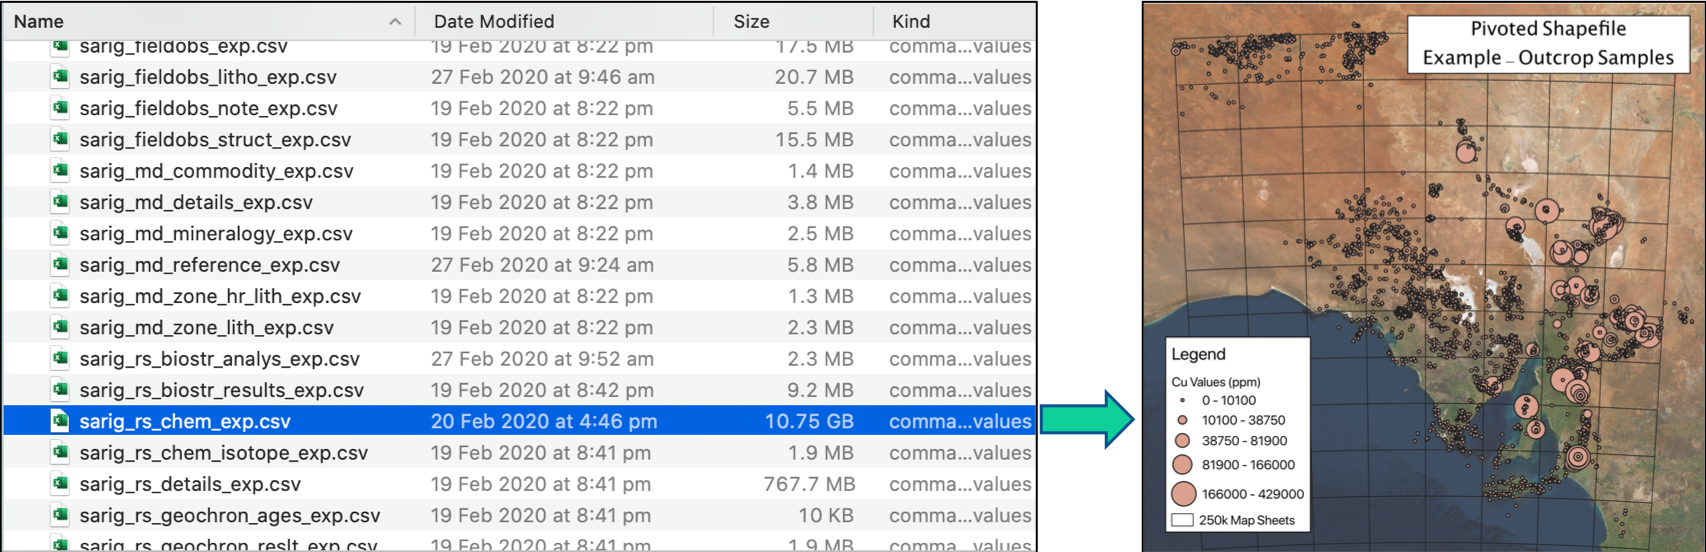 Name Date Modified Size Kind
sarig_fieldobs_exp.csv 19 Feb 2020 at 8:22 pm 17.5 MB comma...values
sarig_fieldobs_litho_exp.csv 27 Feb 2020 at 9:46 am 20.7 MB comma...values
sarig_fieldobs_note_exp.csv 19 Feb 2020 at 8:22 pm 5.5 MB comma...values
sarig_fieldobs_struct_exp.csv 19 Feb 2020 at 8:22 pm 15.5 MB comma...values
sarig_md_commodity_exp.csv 19 Feb 2020 at 8:22 pm 1.4 MB comma...values
sarig_md_details_exp.csv 19 Feb 2020 at 8:22 pm 3.8 MB comma...values
sarig_md_mineralogy_exp.csv 19 Feb 2020 at 8:22 pm 2.5 MB comma...values
sarig_md_reference_exp.csv 27 Feb 2020 at 9:24 am 5.8 MB comma...values
sarig_md_zone_hr_lith_exp.csv 19 Feb 2020 at 8:22 pm 1.3 MB comma...values
sarig_md_zone_lith_exp.csv 19 Feb 2020 at 8:22 pm 2.3 MB comma...values
sarig_rs_biostr_analys_exp.csv 27 Feb 2020 at 9:52 am 2.3 MB comma...values
sarig_rs_biostr_results_exp.csv 19 Feb 2020 at 8:42 pm 9.2 MB comma...values
sarig_rs_chem_exp.csv 20 Feb 2020 at 4:46 pm 10.75 GB comma...values
sarig_rs_chem_isotope_exp.csv 19 Feb 2020 at 8:41 pm 1.9 MB comma...values
sarig_rs_details_exp.csv 19 Feb 2020 at 8:41 pm 767.7 MB comma...values
sarig_rs_geochron_ages_exp.csv 19 Feb 2020 at 8:41 pm 10 KB comma...values
sarig_rs_geochron_reslt_exp.csv 19 Feb 2020 at 8:41 pm 1.9 MB comma...values
Pivoted Shapefile
Example – Outcrop Samples
Legend
Cu Values (ppm)
0 - 10100
10100 - 38750
38750 - 81900
81900 - 166000
166000 - 429000
250k Map Sheets